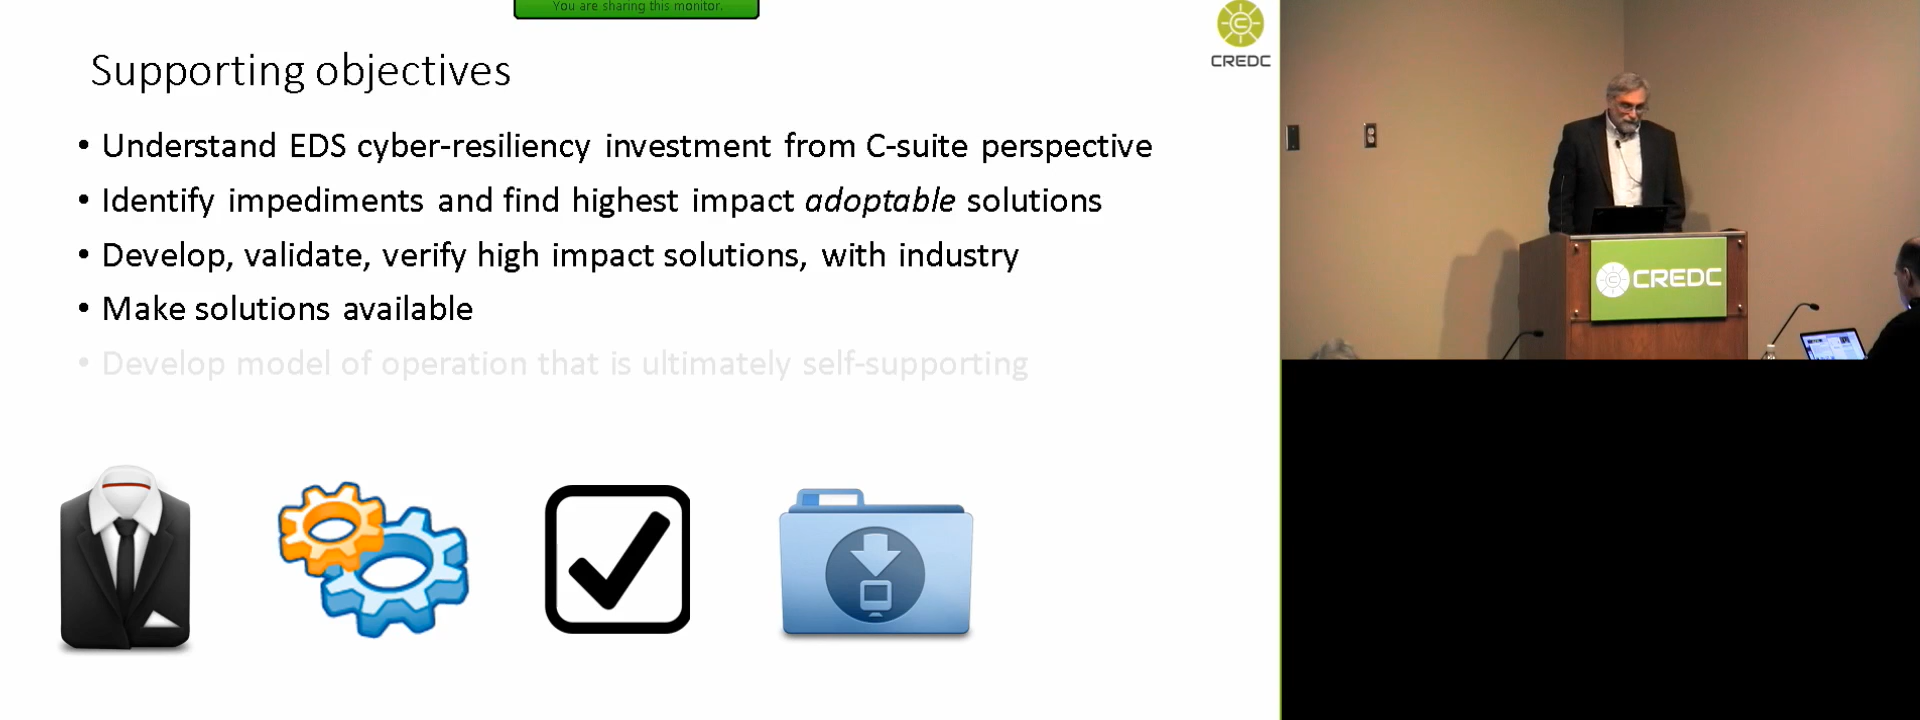 You are sharing this monitor.
CREDC
Supporting objectives
• Understand EDS cyber-resiliency investment from C-suite perspective
• Identify impediments and find highest impact adoptable solutions
• Develop, validate, verify high impact solutions, with industry
• Make solutions available
• Develop model of operation that is ultimately self-supporting
CREDC